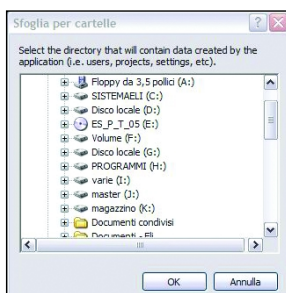 Sfoglia per cartelle
Select the directory that will contain data created by the
application (i.e. users, projects, settings, etc).
Floppy da 3,5 pollici (A:)
SISTEMAELI (C:)
Disco locale (D:)
ES_P_T_05 (E:)
Volume (F:)
Disco locale (G:)
PROGRAMMI (H:)
varie (I:)
master (J:)
magazzino (K:)
Documenti condivisi
Documenti - Eli
OK
Annulla